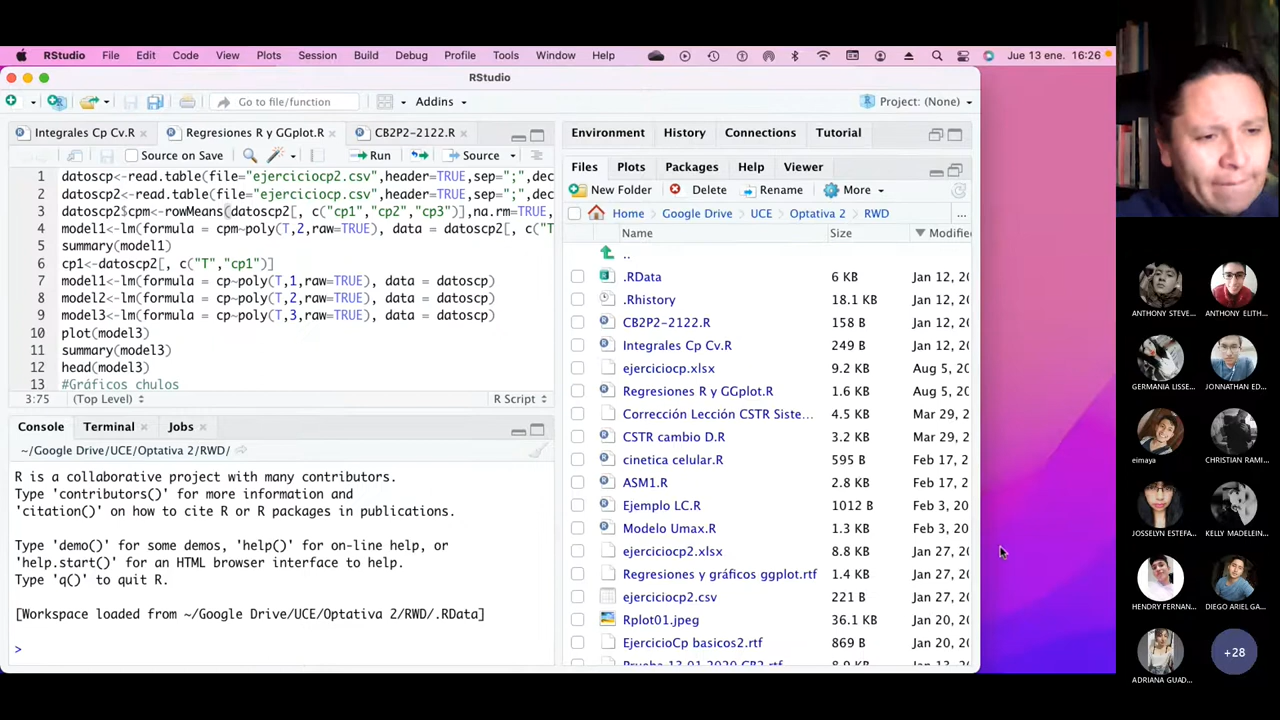 RStudio File Edit Code View Plots Session Build Debug Profile Tools Window Help Jue 13 ene. 16:26
RStudio
Go to file/function Addins Project: (None)
Integrales Cp Cv.R Regresiones R y GGplot.R CB2P2-2122.R
Source on Save Run Source
1 datoscp<-read.table(file="ejerciciocp2.csv",header=TRUE,sep=";",dec
2 datoscp2<-read.table(file="ejerciciocp.csv",header=TRUE,sep=";",dec
3 datoscp2$cpm<-rowMeans(datoscp2[, c("cp1","cp2","cp3")],na.rm=TRUE,
4 model1<-lm(formula = cpm~poly(T,2,raw=TRUE), data = datoscp2[, c("T
5 summary(model1)
6 cp1<-datoscp2[, c("T","cp1")]
7 model1<-lm(formula = cp~poly(T,1,raw=TRUE), data = datoscp)
8 model2<-lm(formula = cp~poly(T,2,raw=TRUE), data = datoscp)
9 model3<-lm(formula = cp~poly(T,3,raw=TRUE), data = datoscp)
10 plot(model3)
11 summary(model3)
12 head(model3)
13 #Gráficos chulos
3:75 (Top Level) R Script
Console Terminal Jobs
~/Google Drive/UCE/Optativa 2/RWD/
R is a collaborative project with many contributors.
Type 'contributors()' for more information and
'citation()' on how to cite R or R packages in publications.
Type 'demo()' for some demos, 'help()' for on-line help, or
'help.start()' for an HTML browser interface to help.
Type 'q()' to quit R.
[Workspace loaded from ~/Google Drive/UCE/Optativa 2/RWD/.RData]
>
Environment History Connections Tutorial
Files Plots Packages Help Viewer
New Folder Delete Rename More
Home Google Drive UCE Optativa 2 RWD ...
Name Size Modifie
..
.RData 6 KB Jan 12, 20
.Rhistory 18.1 KB Jan 12, 20
CB2P2-2122.R 158 B Jan 12, 20
Integrales Cp Cv.R 249 B Jan 12, 20
ejerciciocp.xlsx 9.2 KB Aug 5, 20
Regresiones R y GGplot.R 1.6 KB Aug 5, 20
Corrección Lección CSTR Siste... 4.5 KB Mar 29, 2
CSTR cambio D.R 3.2 KB Mar 29, 2
cinetica celular.R 595 B Feb 17, 2
ASM1.R 2.8 KB Feb 17, 2
Ejemplo LC.R 1012 B Feb 3, 20
Modelo Umax.R 1.3 KB Feb 3, 20
ejerciciocp2.xlsx 8.8 KB Jan 27, 20
Regresiones y gráficos ggplot.rtf 1.4 KB Jan 27, 20
ejerciciocp2.csv 221 B Jan 27, 20
Rplot01.jpeg 36.1 KB Jan 20, 20
EjercicioCp basicos2.rtf 869 B Jan 20, 20
Prueba 13 01 2020 CB2.rtf 8.9 KB Jan 13, 20
ANTHONY STEVE... ANTHONY ELITH...
GERMANIA LISSE... JONNATHAN ED...
eimaya CHRISTIAN RAMI...
JOSSELYN ESTEFA... KELLY MADELEIN...
HENDRY FERNAN... DIEGO ARIEL GA...
ADRIANA GUAD... +28